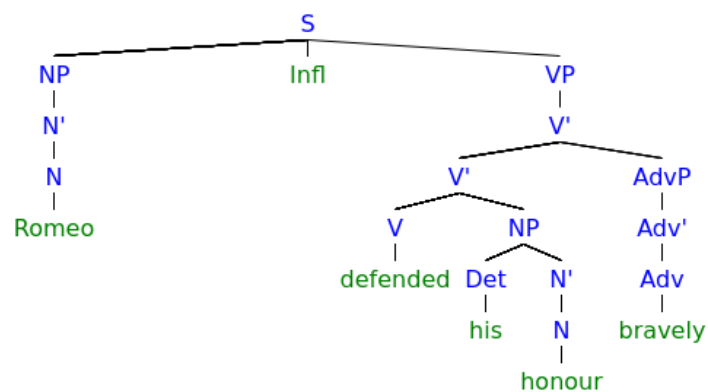 S
NP Infl VP
N' V'
N V' AdvP
Romeo V NP Adv'
defended Det N' Adv
his N bravely
honour